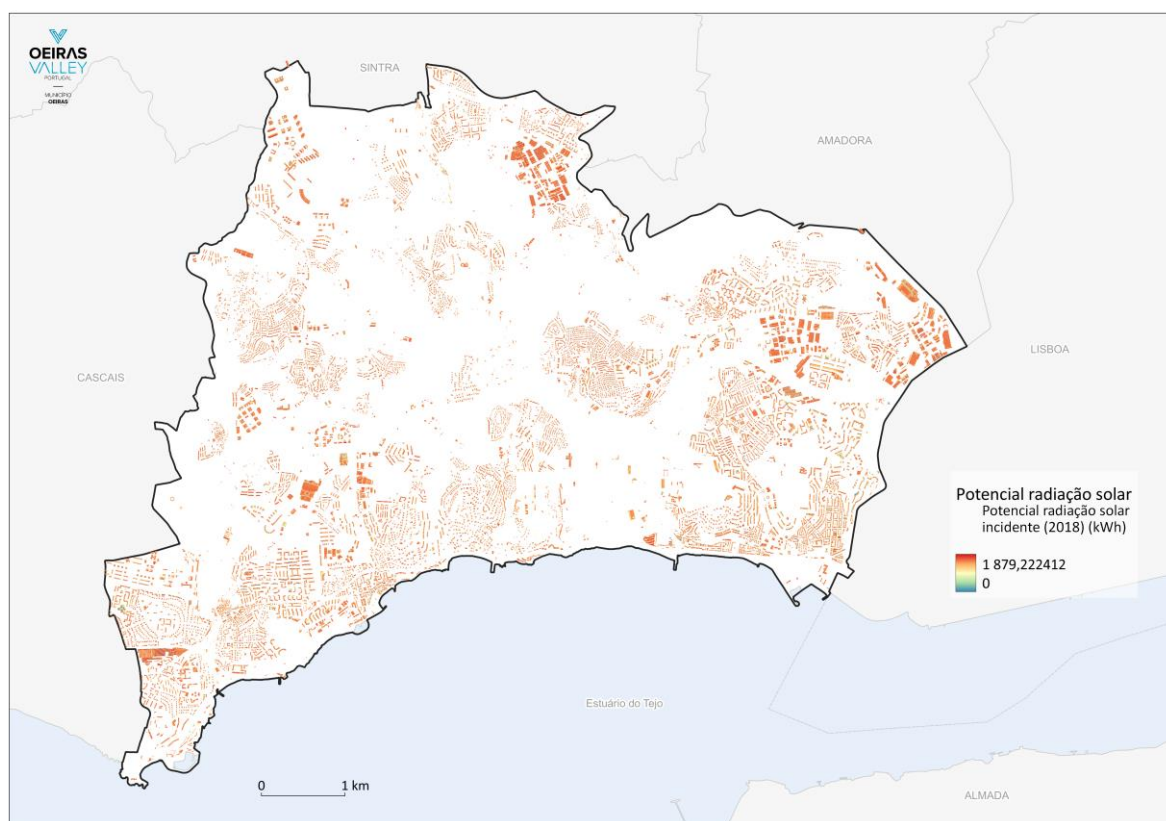 OEIRAS
VALLEY
PORTUGAL
MUNICÍPIO
OEIRAS
SINTRA
AMADORA
LISBOA
CASCAIS
Potencial radiação solar
Potencial radiação solar
incidente (2018) (kWh)
1 879,222412
0
Estuário do Tejo
0 1 km
ALMADA